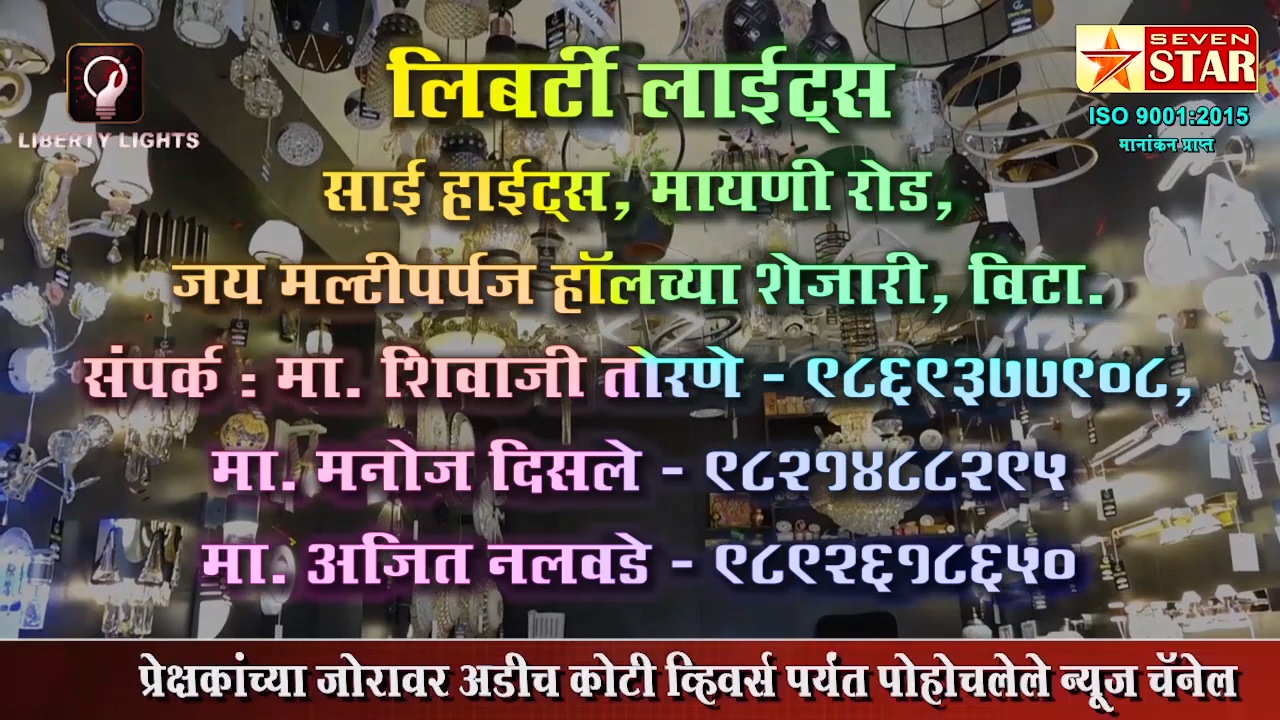 LIBERTY LIGHTS
लिबर्टी लाईट्स
SEVEN
STAR
ISO 9001:2015
मानांकन प्राप्त
साई हाईट्स, मायणी रोड,
जय मल्टीपर्पज हॉलच्या शेजारी, विटा.
संपर्क : मा. शिवाजी तोरणे - ९८६९३७७९०८,
मा. मनोज दिसले - ९८२१४८८२९५
मा. अजित नलवडे - ९८९२६१८६५०
प्रेक्षकांच्या जोरावर अडीच कोटी व्हिवर्स पर्यंत पोहोचलेले न्यूज चॅनेल